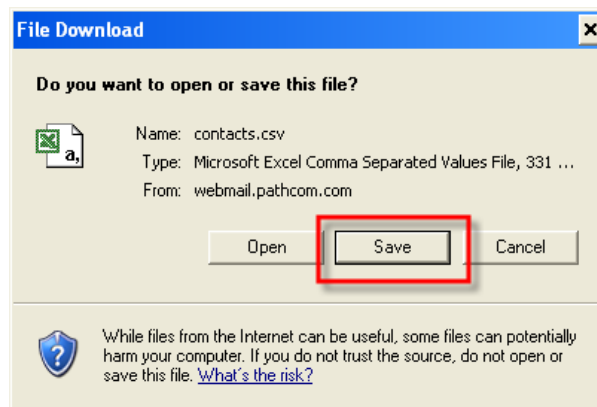 File Download
Do you want to open or save this file?
Name: contacts.csv
Type: Microsoft Excel Comma Separated Values File, 331 ...
From: webmail.pathcom.com
Open Save Cancel
While files from the Internet can be useful, some files can potentially
harm your computer. If you do not trust the source, do not open or
save this file. What's the risk?